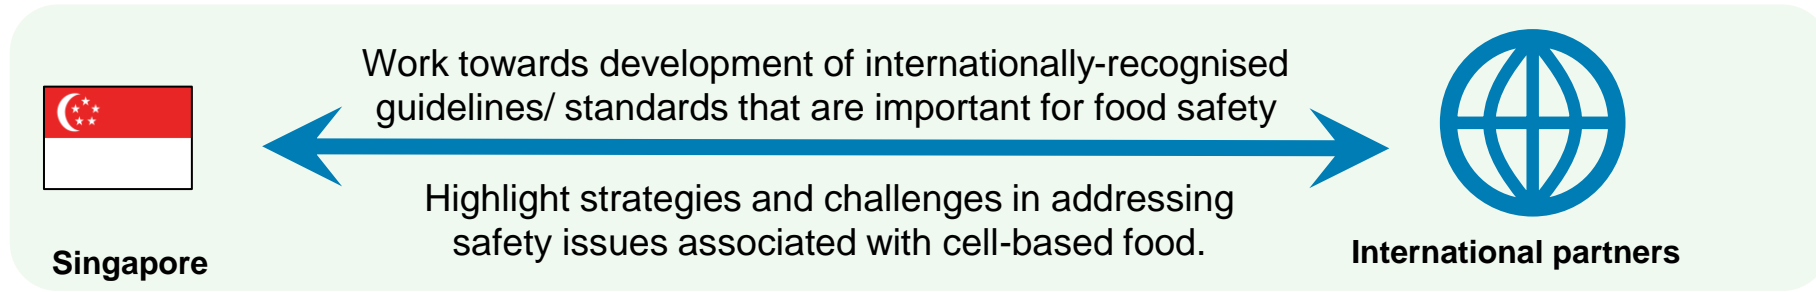 Work towards development of internationally-recognised
guidelines/ standards that are important for food safety
Highlight strategies and challenges in addressing
safety issues associated with cell-based food.
Singapore
International partners